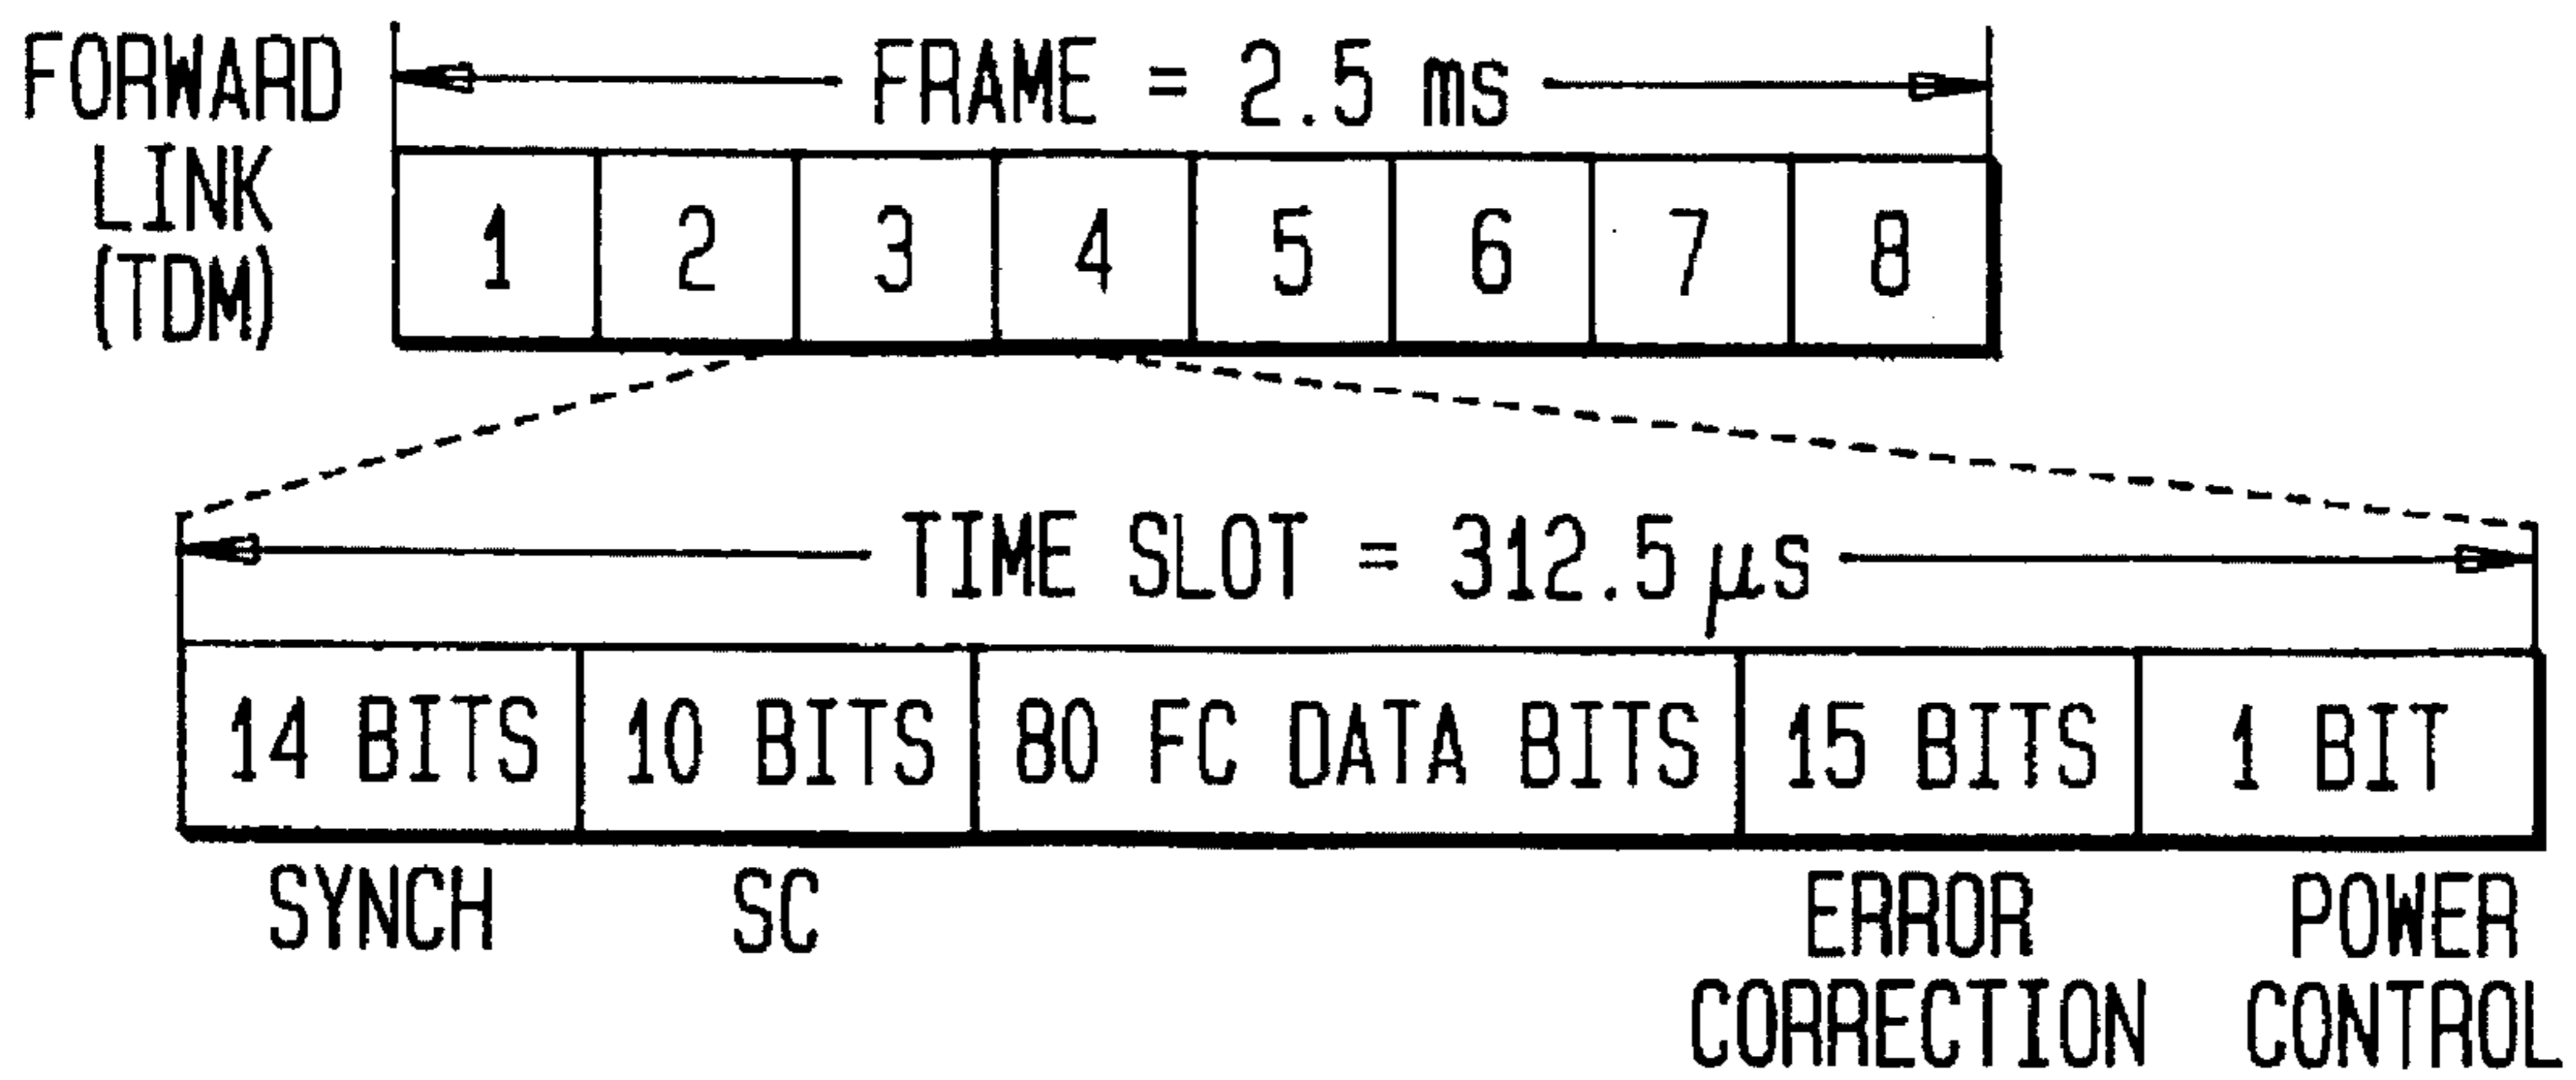 FORWARD LINK (TDM)
FRAME = 2.5 ms
1 2 3 4 5 6 7 8
TIME SLOT = 312.5 μs
14 BITS 10 BITS 80 FC DATA BITS 15 BITS 1 BIT
SYNCH SC ERROR CORRECTION POWER CONTROL